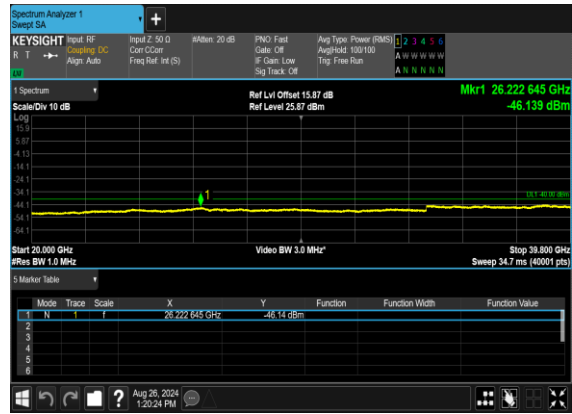 Spectrum Analyzer 1
Swept SA
+
KEYSIGHT Input: RF Input Z: 50 Ω #Atten: 20 dB PNO: Fast Avg Type: Power (RMS) 1 2 3 4 5 6
R T Coupling: DC Corr CCorr Gate: Off Avg|Hold: 100/100 A W W W W W
Align: Auto Freq Ref: Int (S) IF Gain: Low Trig: Free Run
Sig Track: Off A N N N N N
1 Spectrum
Ref Lvl Offset 15.87 dB Mkr1 26.222 645 GHz
Scale/Div 10 dB Ref Level 25.87 dBm -46.139 dBm
Log
15.9
5.87
-4.13
-14.1
-24.1
-34.1
1
-44.1
-54.1
-64.1
Start 20.000 GHz Video BW 3.0 MHz* Stop 39.800 GHz
#Res BW 1.0 MHz Sweep 34.7 ms (40001 pts)
5 Marker Table
Mode Trace Scale X Y Function Function Width Function Value
1 N 1 f 26.222 645 GHz -46.14 dBm
2
3
4
5
6
? Aug 26, 2024
1:20:24 PM